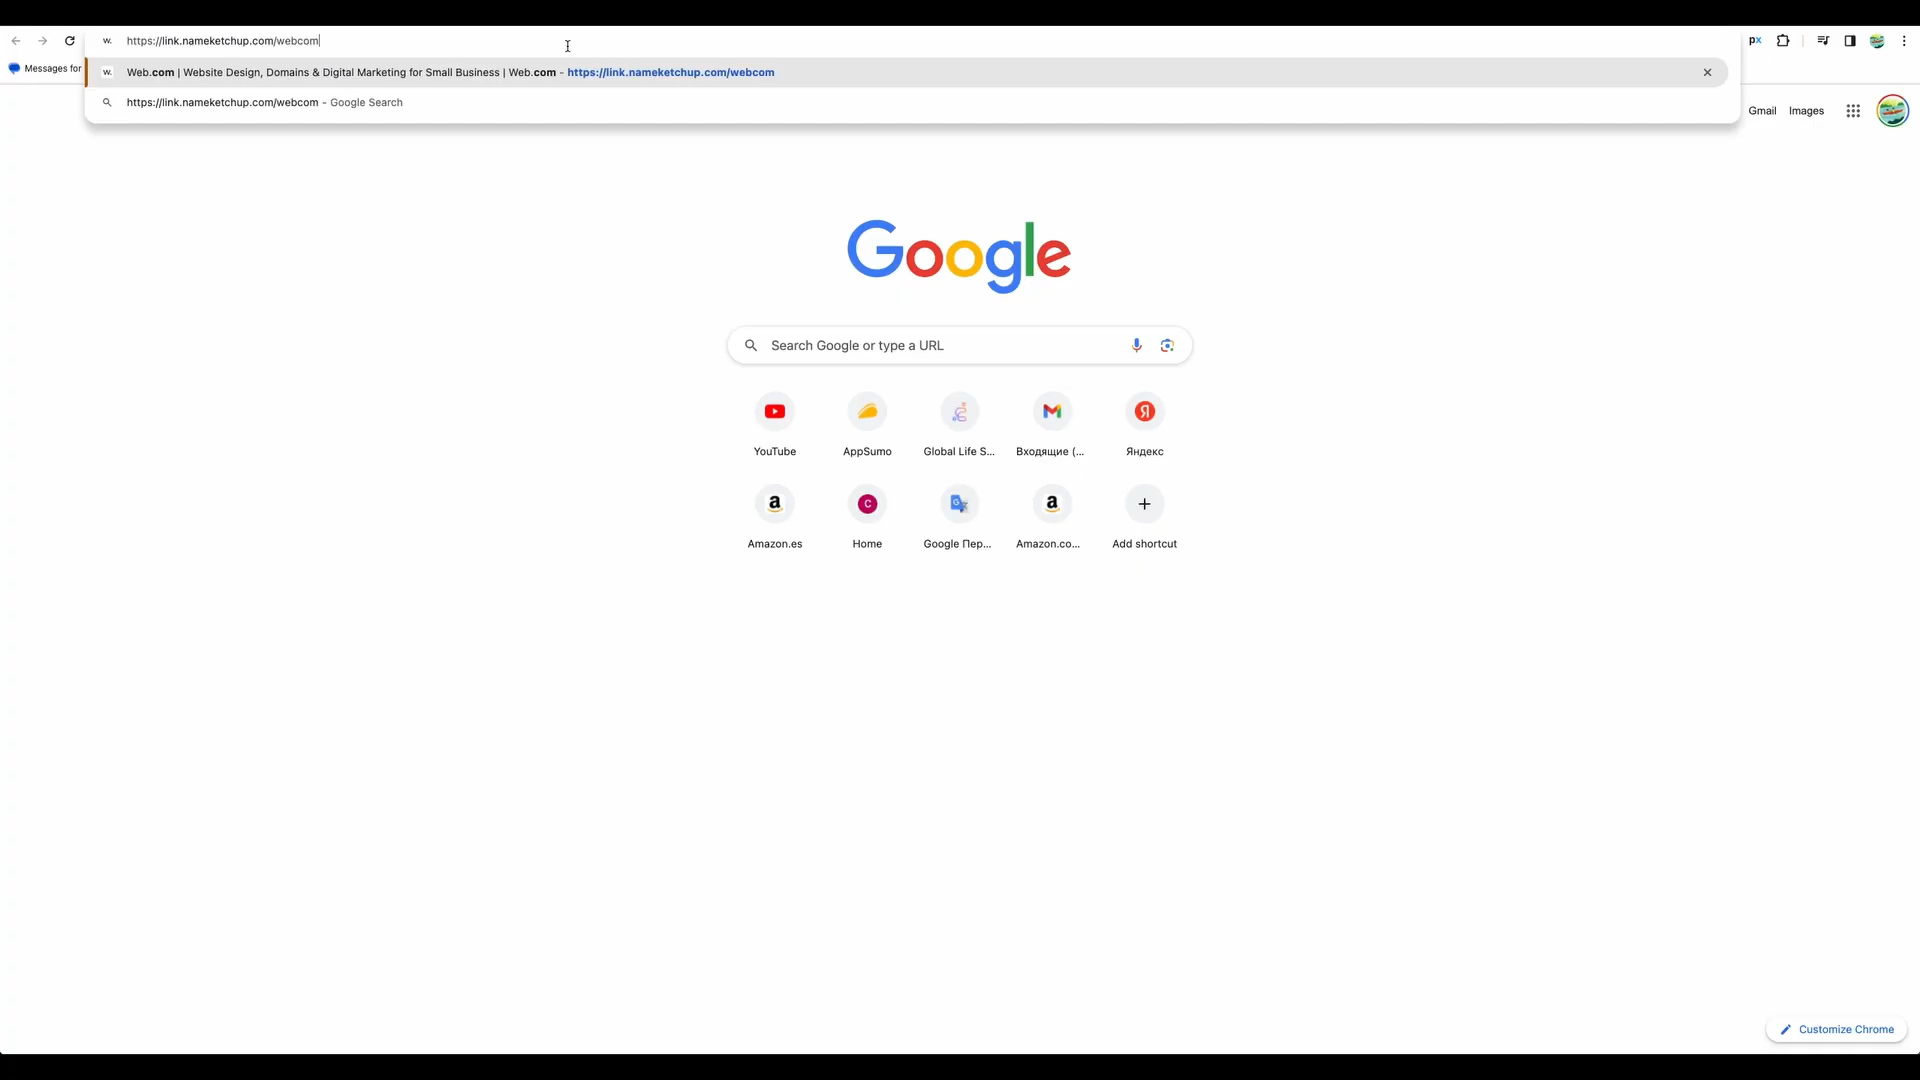 W. https://link.nameketchup.com/webcom
px
Messages for
W. Web.com | Website Design, Domains & Digital Marketing for Small Business | Web.com - https://link.nameketchup.com/webcom
https://link.nameketchup.com/webcom - Google Search
Gmail Images
Google
Search Google or type a URL
YouTube AppSumo Global Life S... Входящие (... Яндекс
Amazon.es Home Google Пер... Amazon.co... Add shortcut
Customize Chrome